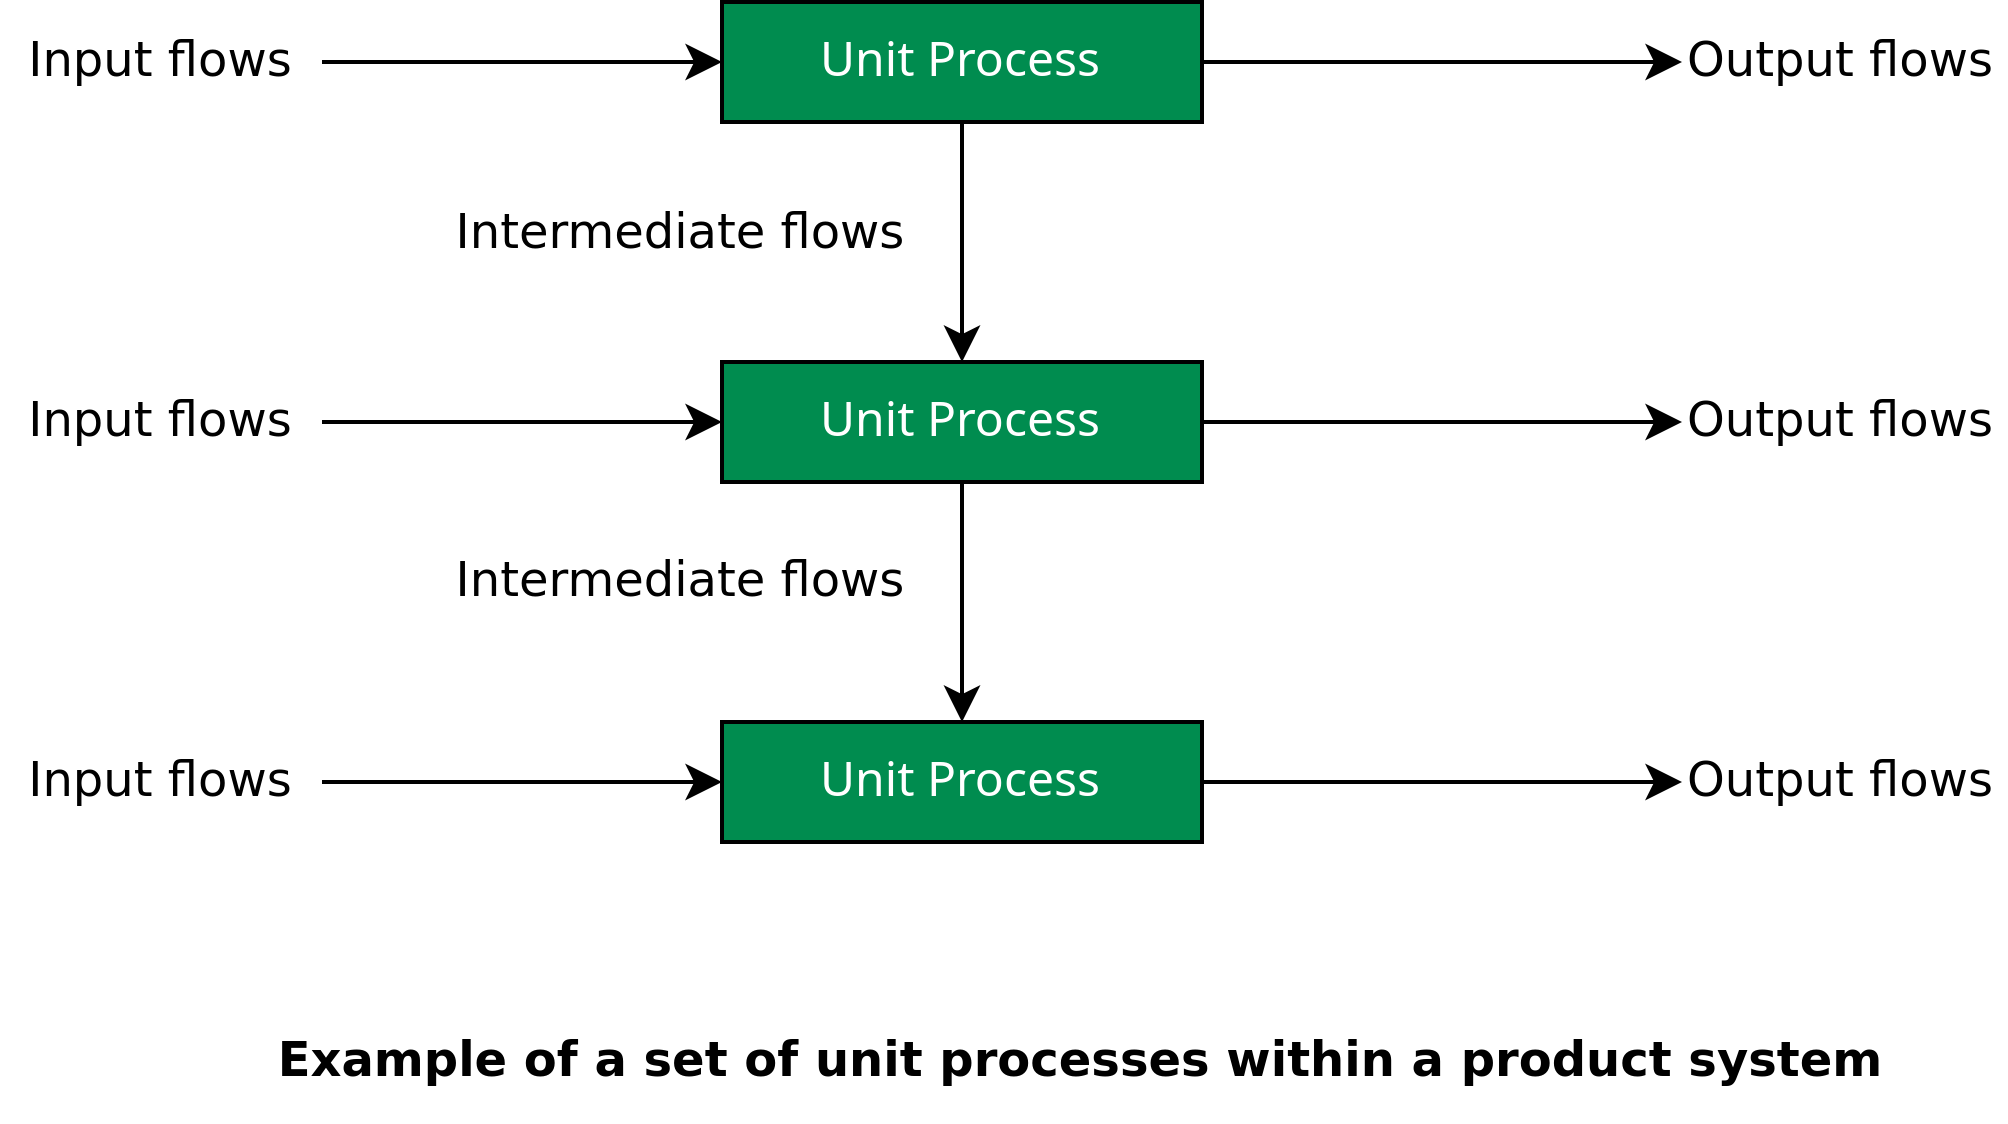 Input flows
Unit Process
Output flows
Intermediate flows
Input flows
Unit Process
Output flows
Intermediate flows
Input flows
Unit Process
Output flows
Example of a set of unit processes within a product system